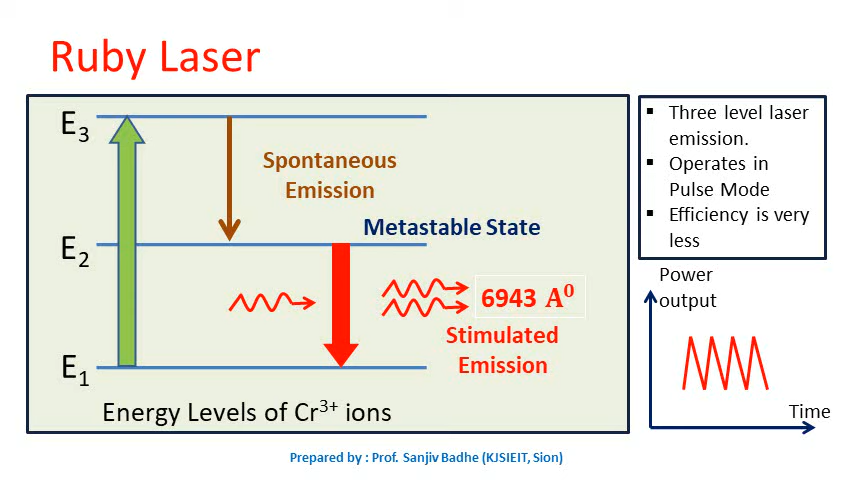 Ruby Laser
E3
Spontaneous
Emission
Metastable State
E2
6943 A⁰
Stimulated
Emission
E1
Energy Levels of Cr³⁺ ions
▪ Three level laser
emission.
▪ Operates in
Pulse Mode
▪ Efficiency is very
less
Power
output
Time
Prepared by : Prof. Sanjiv Badhe (KJSIEIT, Sion)